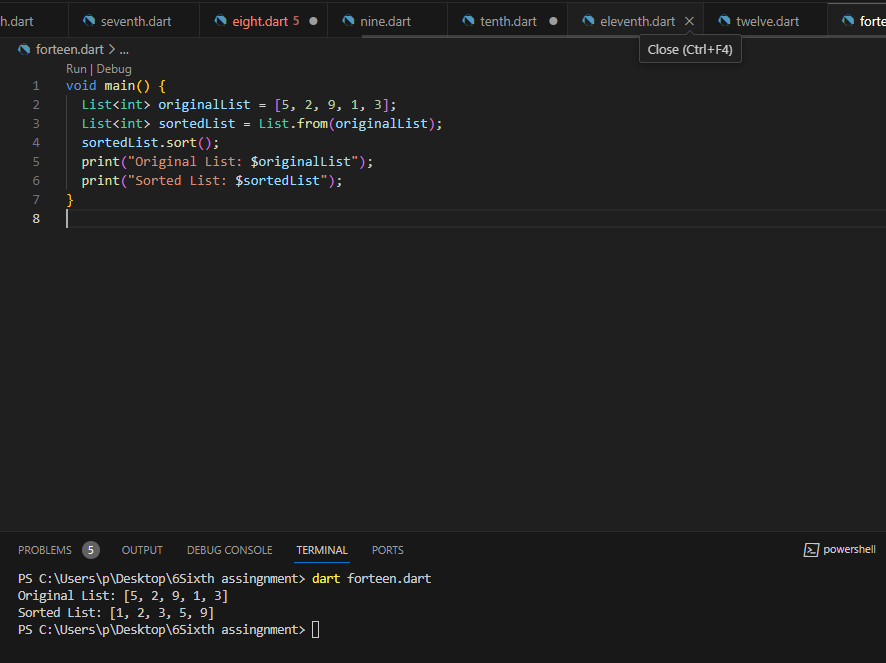 h.dart seventh.dart eight.dart 5 nine.dart tenth.dart eleventh.dart twelve.dart forte
forteen.dart > ...
Close (Ctrl+F4)
Run | Debug
1 void main() {
2 List<int> originalList = [5, 2, 9, 1, 3];
3 List<int> sortedList = List.from(originalList);
4 sortedList.sort();
5 print("Original List: $originalList");
6 print("Sorted List: $sortedList");
7 }
8
PROBLEMS 5 OUTPUT DEBUG CONSOLE TERMINAL PORTS powershell
PS C:\Users\p\Desktop\6Sixth assingnment> dart forteen.dart
Original List: [5, 2, 9, 1, 3]
Sorted List: [1, 2, 3, 5, 9]
PS C:\Users\p\Desktop\6Sixth assingnment>